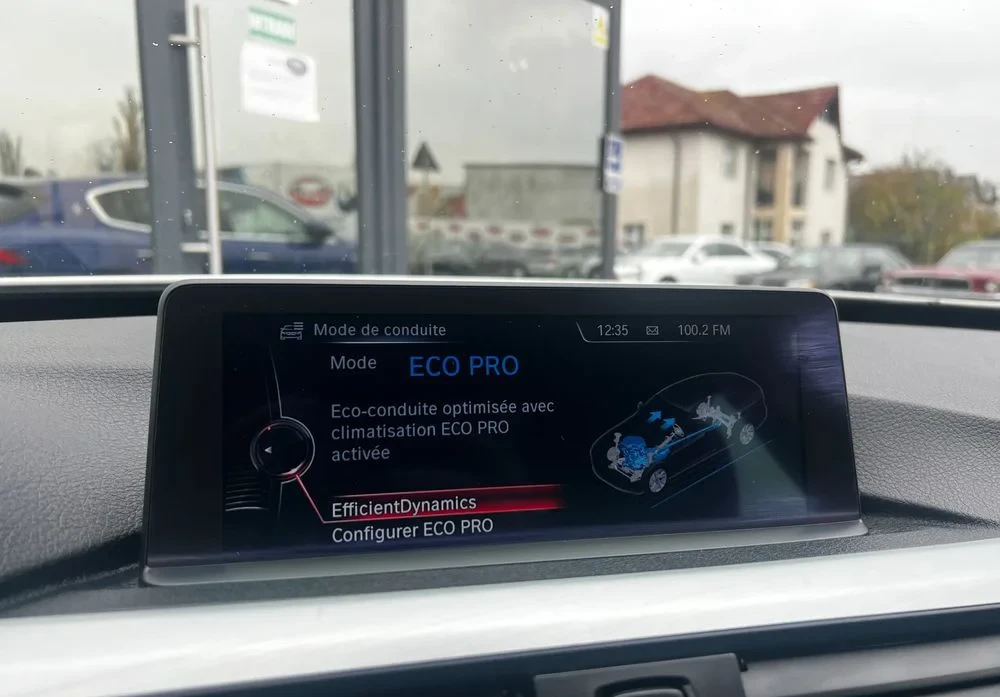 INTRARE
Mode de conduite
12:35
100.2 FM
Mode
ECO PRO
Eco-conduite optimisée avec
climatisation ECO PRO
activée
EfficientDynamics
Configurer ECO PRO